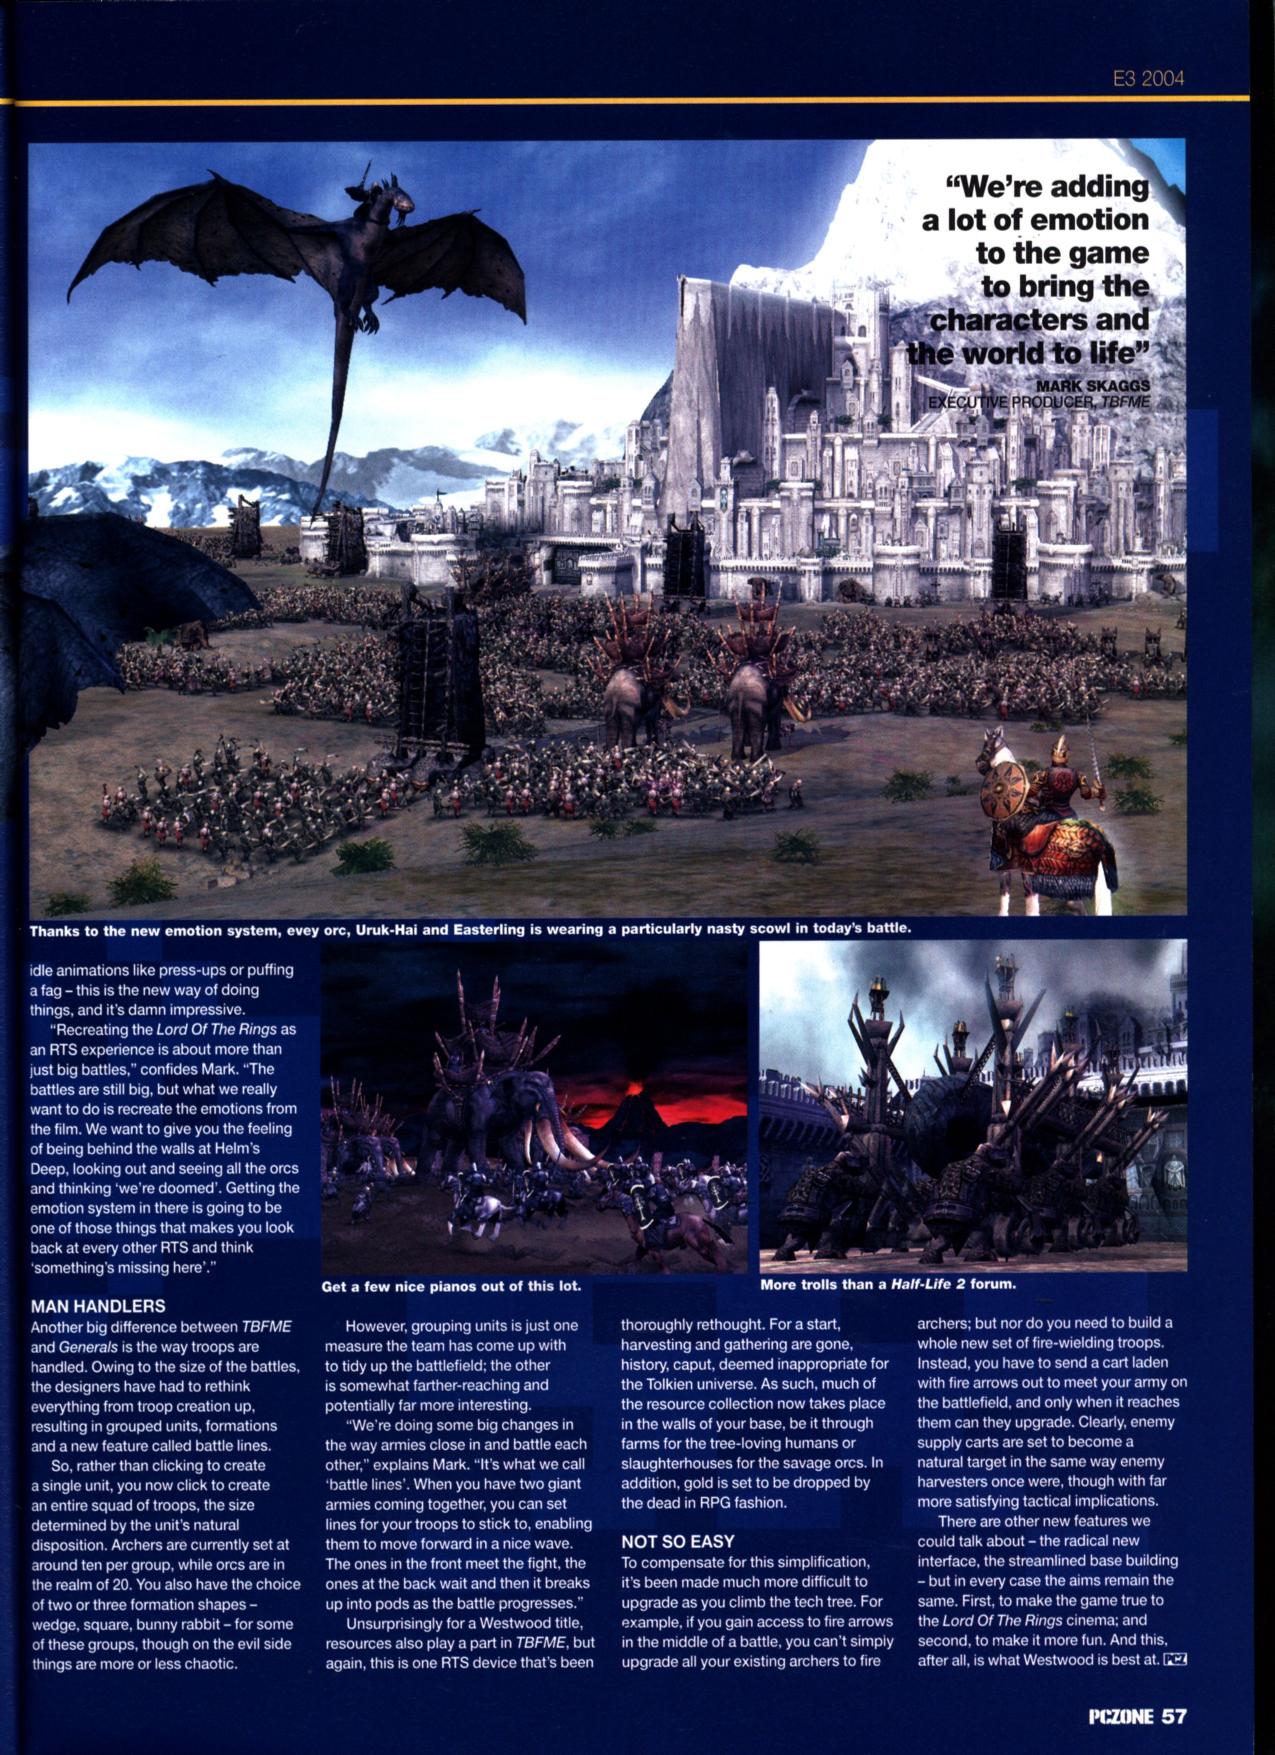 E3 2004
“We’re adding
a lot of emotion
to the game
to bring the
characters and
the world to life”
MARK SKAGGS
EXECUTIVE PRODUCER, TBFME
Thanks to the new emotion system, evey orc, Uruk-Hai and Easterling is wearing a particularly nasty scowl in today’s battle.
idle animations like press-ups or puffing
a fag – this is the new way of doing
things, and it’s damn impressive.
“Recreating the Lord Of The Rings as
an RTS experience is about more than
just big battles,” confides Mark. “The
battles are still big, but what we really
want to do is recreate the emotions from
the film. We want to give you the feeling
of being behind the walls at Helm’s
Deep, looking out and seeing all the orcs
and thinking ‘we’re doomed’. Getting the
emotion system in there is going to be
one of those things that makes you look
back at every other RTS and think
‘something’s missing here’.”
MAN HANDLERS
Another big difference between TBFME
and Generals is the way troops are
handled. Owing to the size of the battles,
the designers have had to rethink
everything from troop creation up,
resulting in grouped units, formations
and a new feature called battle lines.
So, rather than clicking to create
a single unit, you now click to create
an entire squad of troops, the size
determined by the unit’s natural
disposition. Archers are currently set at
around ten per group, while orcs are in
the realm of 20. You also have the choice
of two or three formation shapes –
wedge, square, bunny rabbit – for some
of these groups, though on the evil side
things are more or less chaotic.
Get a few nice pianos out of this lot.
More trolls than a Half-Life 2 forum.
However, grouping units is just one
measure the team has come up with
to tidy up the battlefield; the other
is somewhat farther-reaching and
potentially far more interesting.
“We’re doing some big changes in
the way armies close in and battle each
other,” explains Mark. “It’s what we call
‘battle lines’. When you have two giant
armies coming together, you can set
lines for your troops to stick to, enabling
them to move forward in a nice wave.
The ones in the front meet the fight, the
ones at the back wait and then it breaks
up into pods as the battle progresses.”
Unsurprisingly for a Westwood title,
resources also play a part in TBFME, but
again, this is one RTS device that’s been
thoroughly rethought. For a start,
harvesting and gathering are gone,
history, caput, deemed inappropriate for
the Tolkien universe. As such, much of
the resource collection now takes place
in the walls of your base, be it through
farms for the tree-loving humans or
slaughterhouses for the savage orcs. In
addition, gold is set to be dropped by
the dead in RPG fashion.
NOT SO EASY
To compensate for this simplification,
it’s been made much more difficult to
upgrade as you climb the tech tree. For
example, if you gain access to fire arrows
in the middle of a battle, you can’t simply
upgrade all your existing archers to fire
archers; but nor do you need to build a
whole new set of fire-wielding troops.
Instead, you have to send a cart laden
with fire arrows out to meet your army on
the battlefield, and only when it reaches
them can they upgrade. Clearly, enemy
supply carts are set to become a
natural target in the same way enemy
harvesters once were, though with far
more satisfying tactical implications.
There are other new features we
could talk about – the radical new
interface, the streamlined base building
– but in every case the aims remain the
same. First, to make the game true to
the Lord Of The Rings cinema; and
second, to make it more fun. And this,
after all, is what Westwood is best at. PCZ
PCZONE 57